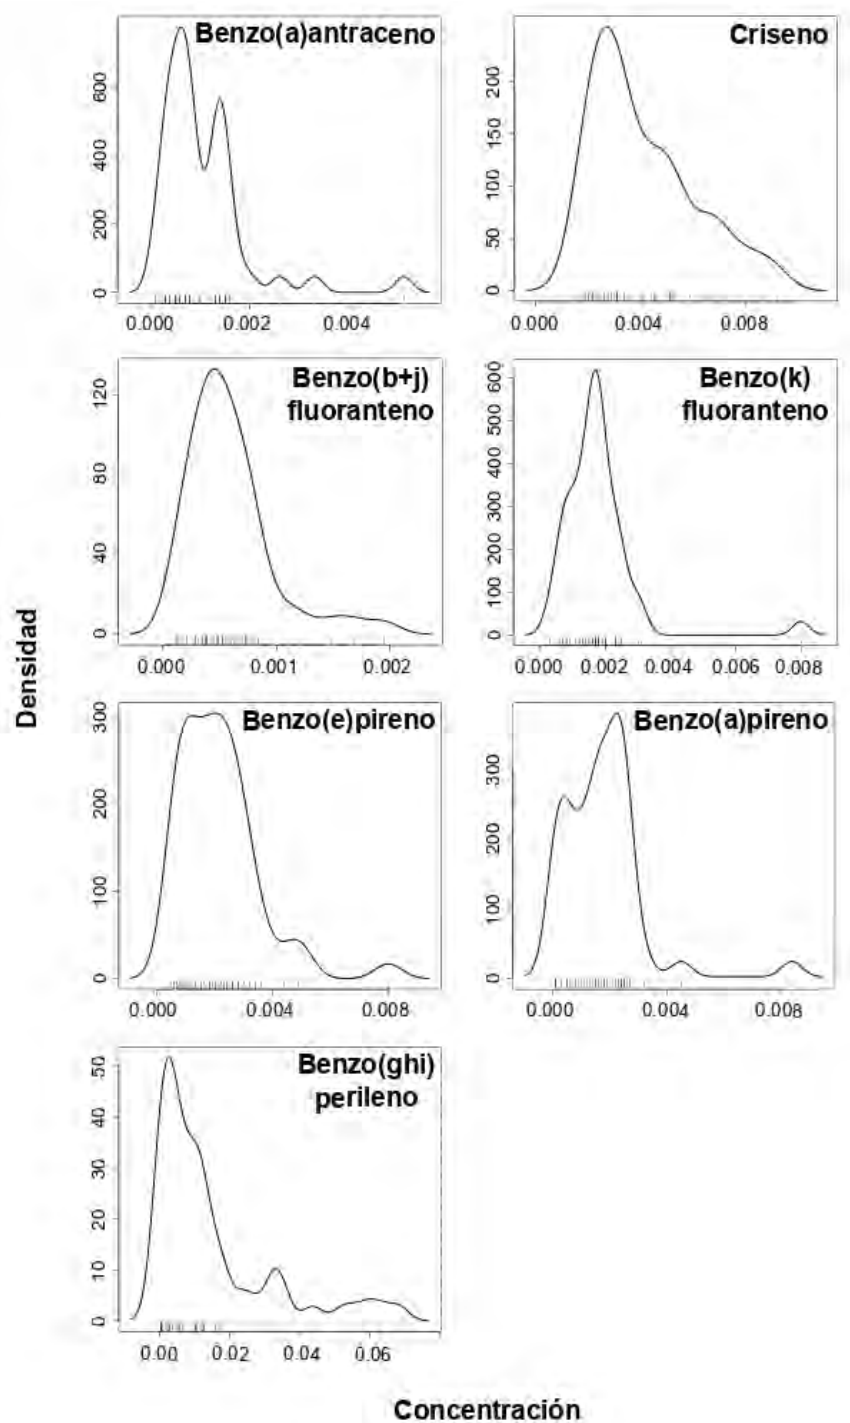 Benzo(a)antraceno
600
400
200
0
0.000 0.002 0.004
Criseno
200
150
100
50
0
0.000 0.004 0.008
Benzo(b+j)
fluoranteno
120
80
40
0
0.000 0.001 0.002
Benzo(k)
fluoranteno
600
500
400
300
200
100
0
0.000 0.002 0.004 0.006 0.008
Densidad
Benzo(e)pireno
300
200
100
0
0.000 0.004 0.008
Benzo(a)pireno
300
200
100
0
0.000 0.004 0.008
Benzo(ghi)
perileno
50
40
30
20
10
0
0.00 0.02 0.04 0.06
Concentración